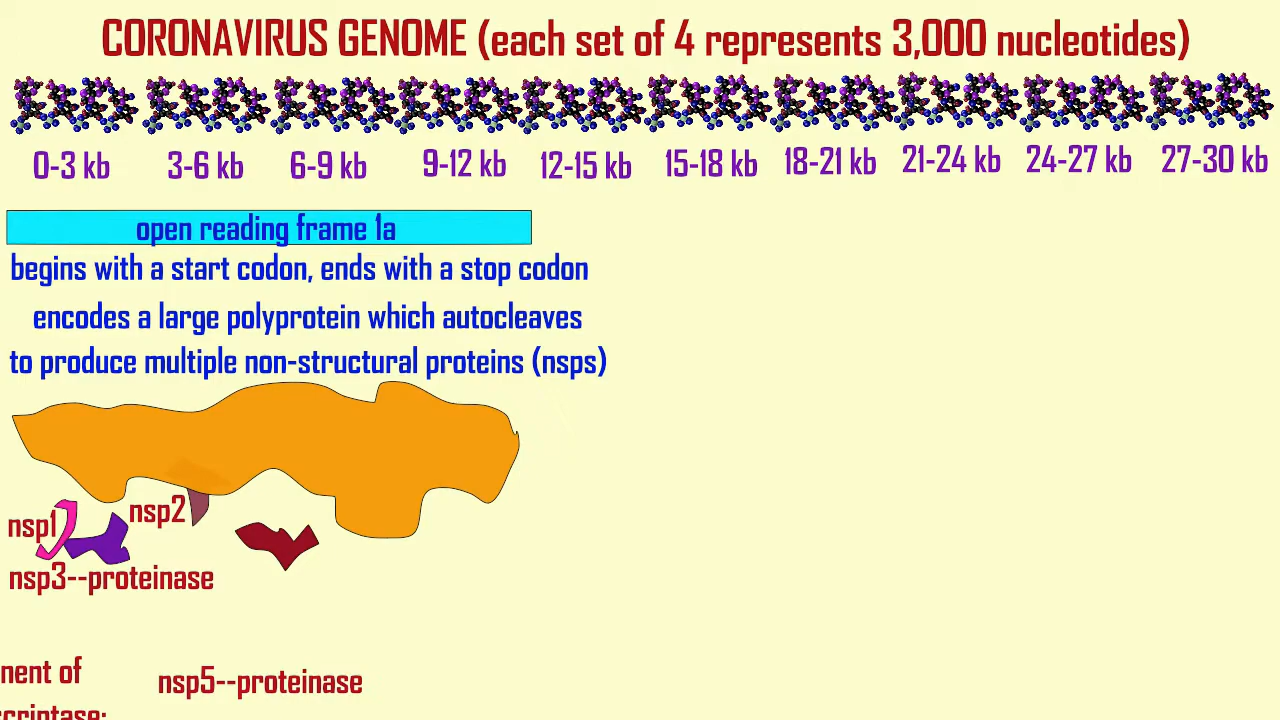 CORONAVIRUS GENOME (each set of 4 represents 3,000 nucleotides)
0-3 kb 3-6 kb 6-9 kb 9-12 kb 12-15 kb 15-18 kb 18-21 kb 21-24 kb 24-27 kb 27-30 kb
open reading frame 1a
begins with a start codon, ends with a stop codon
encodes a large polyprotein which autocleaves
to produce multiple non-structural proteins (nsps)
nsp1 nsp2
nsp3--proteinase
nent of
nsp5--proteinase
scriptase: